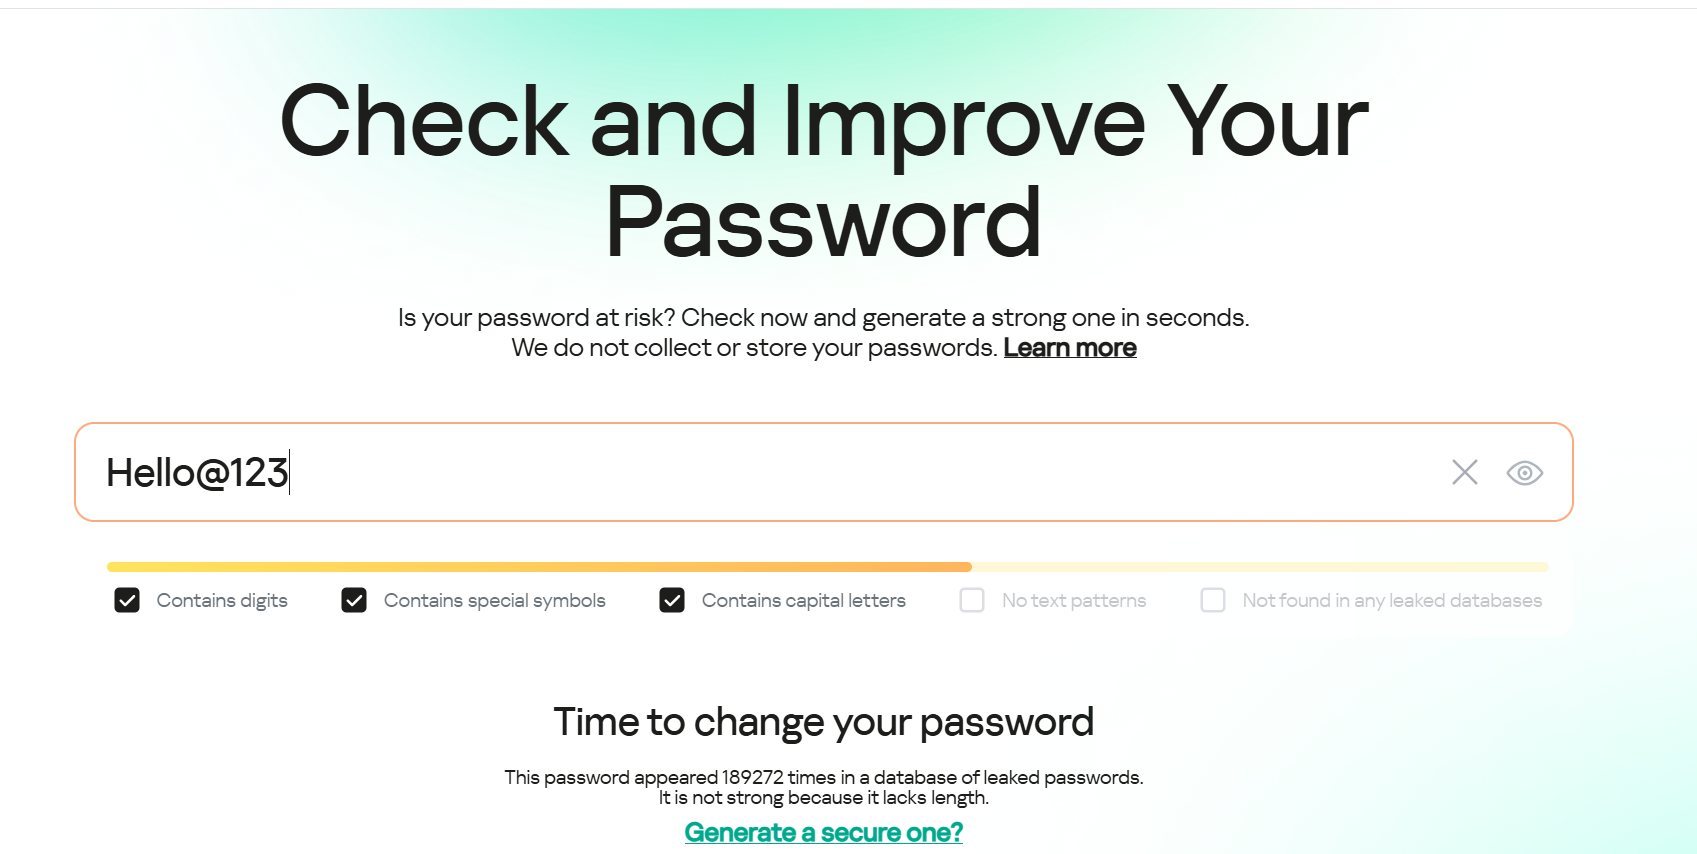 Check and Improve Your
Password
Is your password at risk? Check now and generate a strong one in seconds.
We do not collect or store your passwords. Learn more
Hello@123
Contains digits Contains special symbols Contains capital letters No text patterns Not found in any leaked databases
Time to change your password
This password appeared 189272 times in a database of leaked passwords.
It is not strong because it lacks length.
Generate a secure one?